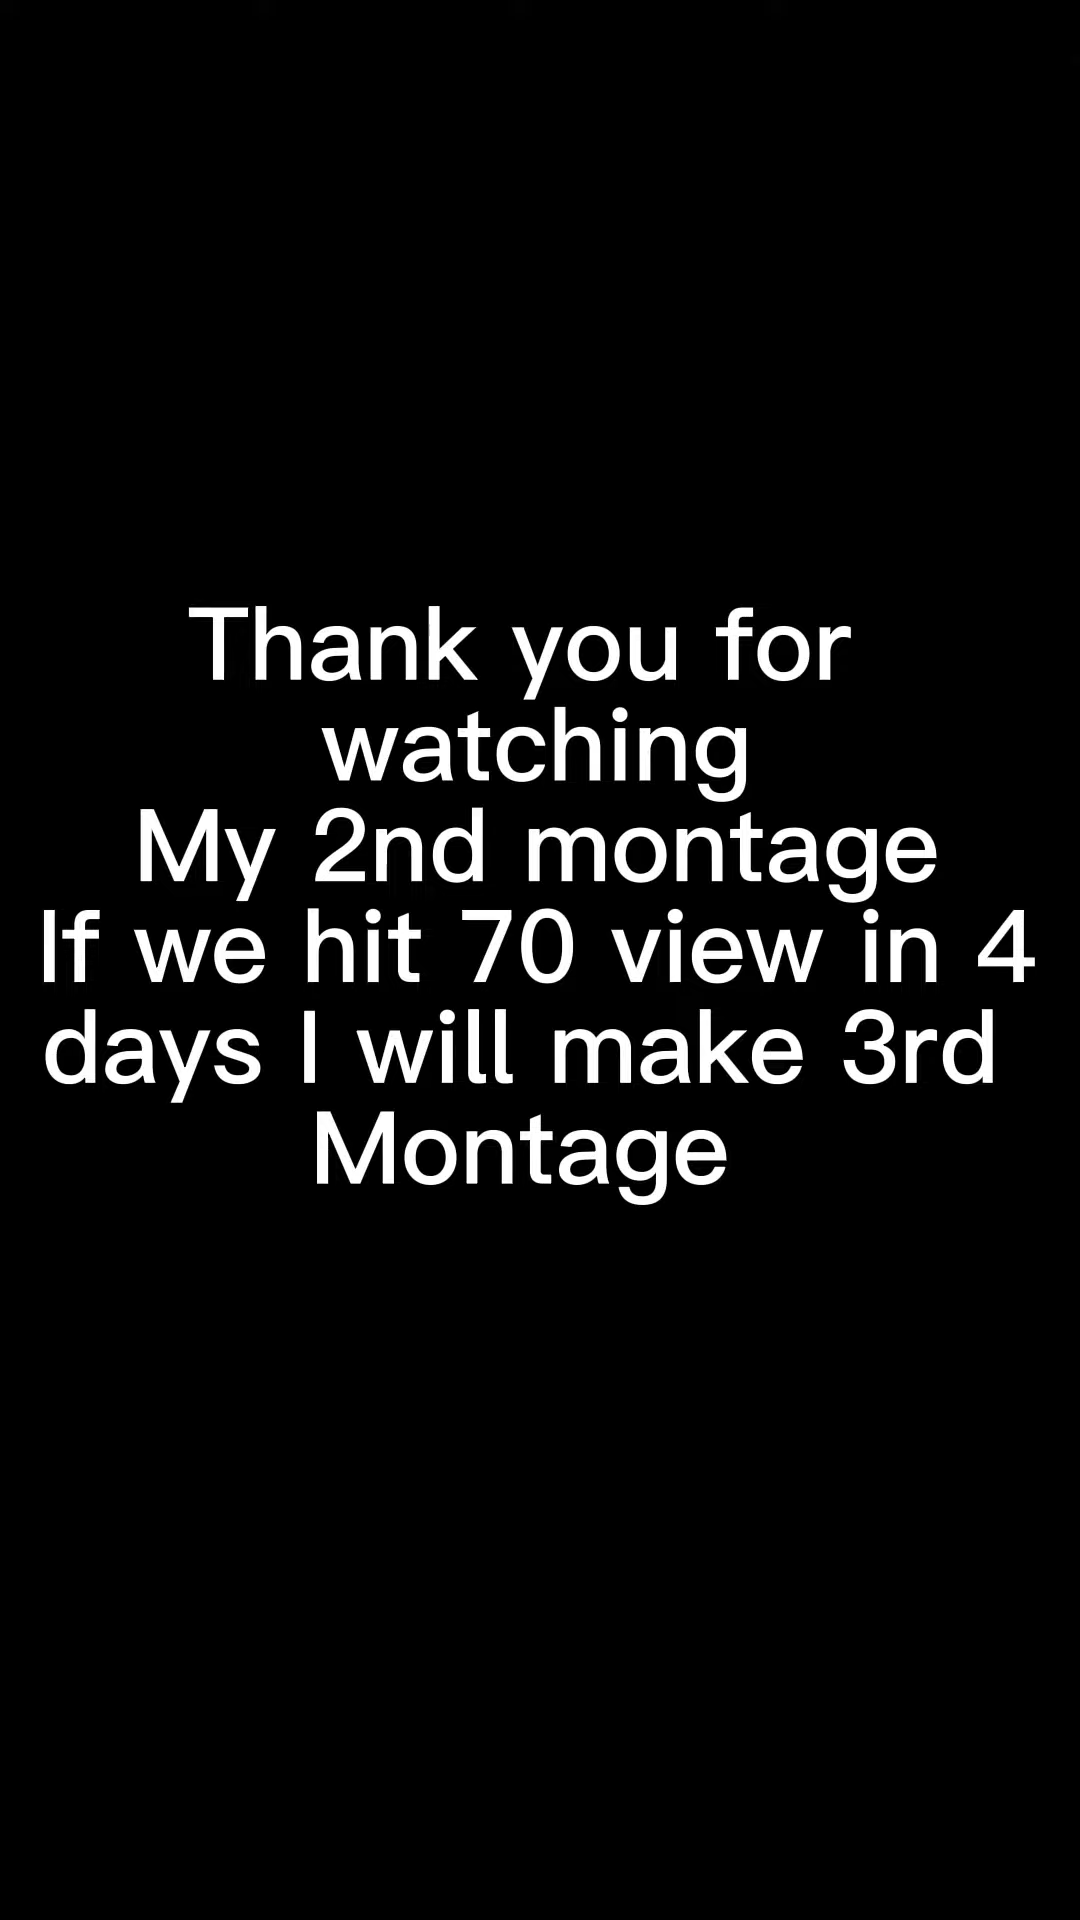 Thank you for
watching
My 2nd montage
If we hit 70 view in 4
days I will make 3rd
Montage